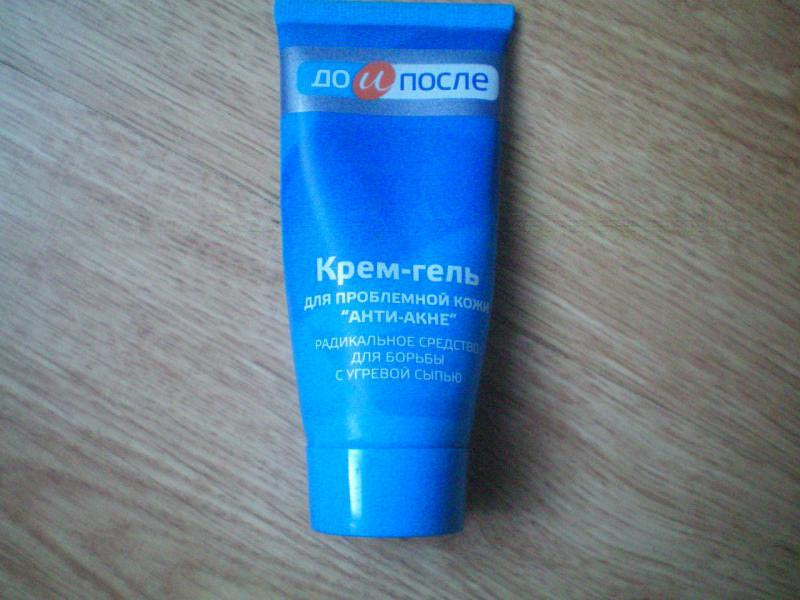 до и после
Крем-гель
ДЛЯ ПРОБЛЕМНОЙ КОЖИ
“АНТИ-АКНЕ”
РАДИКАЛЬНОЕ СРЕДСТВО
ДЛЯ БОРЬБЫ
С УГРЕВОЙ СЫПЬЮ